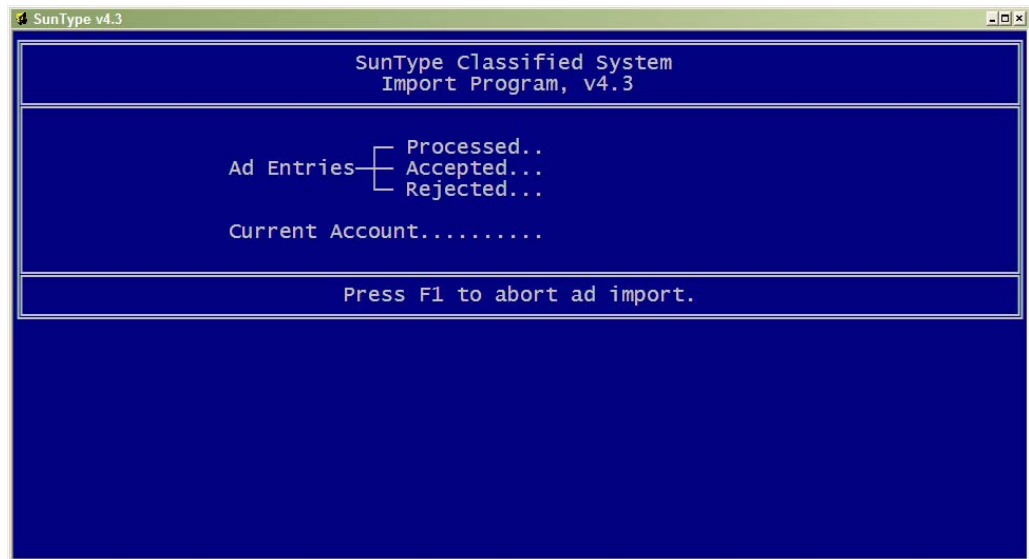 SunType v4.3
SunType Classified System
Import Program, v4.3
Processed..
Ad Entries Accepted...
Rejected...
Current Account..........
Press F1 to abort ad import.